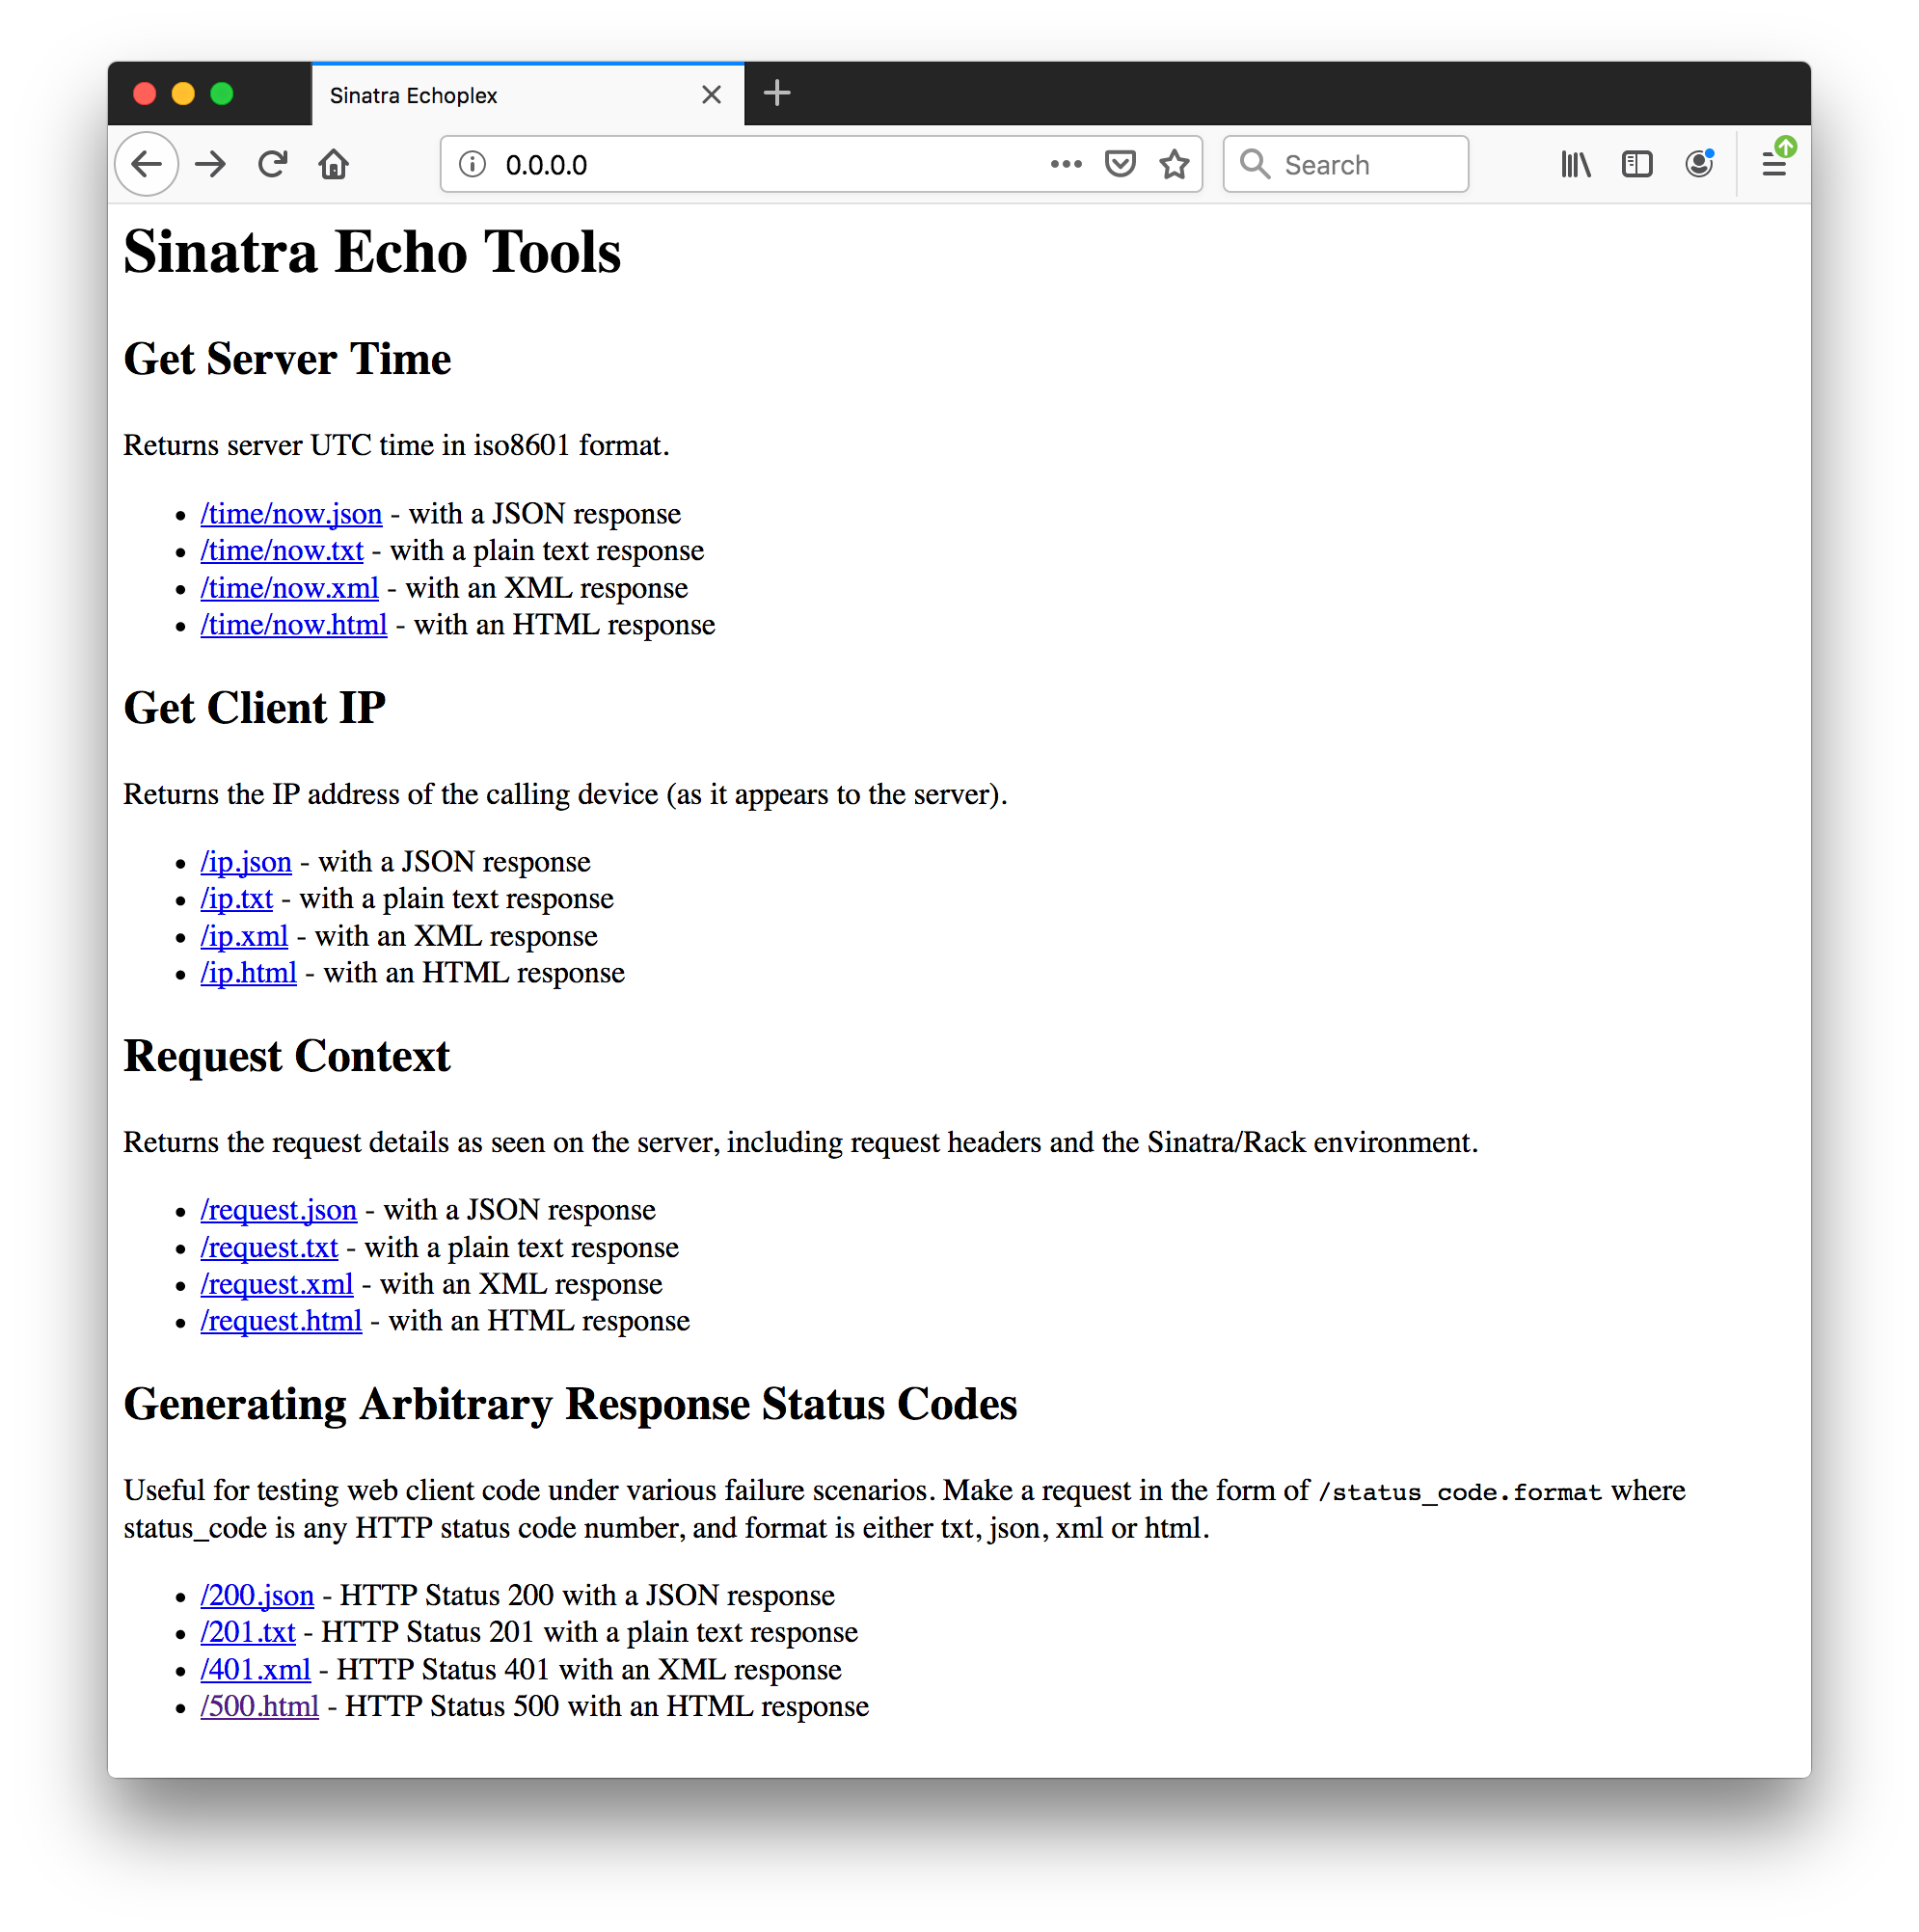 Sinatra Echoplex
0.0.0.0
Search
Sinatra Echo Tools
Get Server Time
Returns server UTC time in iso8601 format.
/time/now.json - with a JSON response
/time/now.txt - with a plain text response
/time/now.xml - with an XML response
/time/now.html - with an HTML response
Get Client IP
Returns the IP address of the calling device (as it appears to the server).
/ip.json - with a JSON response
/ip.txt - with a plain text response
/ip.xml - with an XML response
/ip.html - with an HTML response
Request Context
Returns the request details as seen on the server, including request headers and the Sinatra/Rack environment.
/request.json - with a JSON response
/request.txt - with a plain text response
/request.xml - with an XML response
/request.html - with an HTML response
Generating Arbitrary Response Status Codes
Useful for testing web client code under various failure scenarios. Make a request in the form of /status_code.format where
status_code is any HTTP status code number, and format is either txt, json, xml or html.
/200.json - HTTP Status 200 with a JSON response
/201.txt - HTTP Status 201 with a plain text response
/401.xml - HTTP Status 401 with an XML response
/500.html - HTTP Status 500 with an HTML response